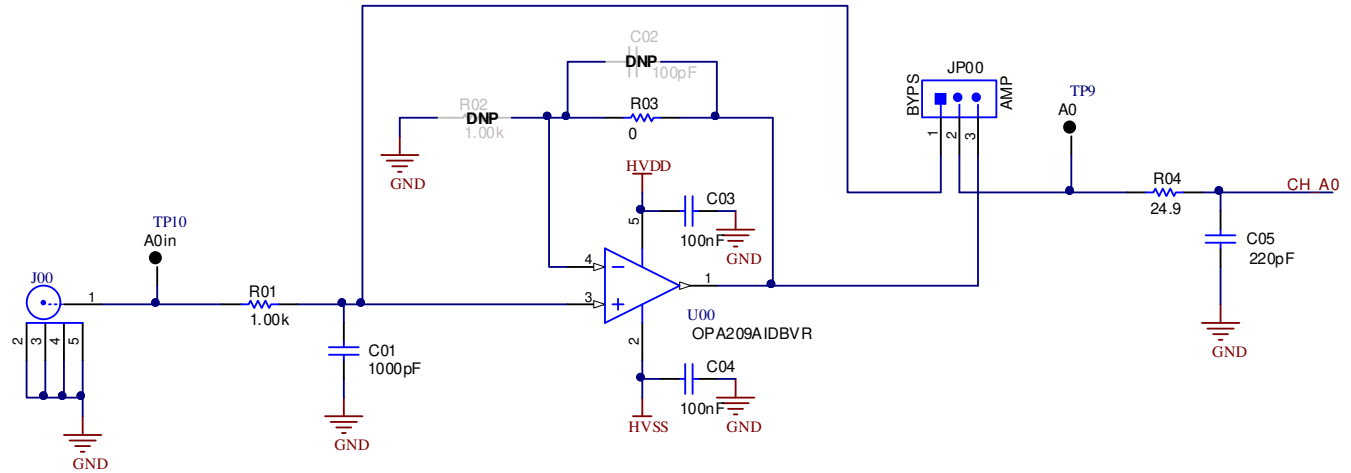 C02
DNP
100pF
R02
DNP
1.00k
R03
0
GND
HVDD
5
C03
100nF
GND
JP00
BYPS
AMP
1
2
3
TP9
A0
R04
24.9
CH_A0
C05
220pF
GND
TP10
A0in
J00
1
2
3
4
5
GND
R01
1.00k
C01
1000pF
GND
4
3
1
U00
OPA209AIDBVR
2
C04
100nF
GND
HVSS